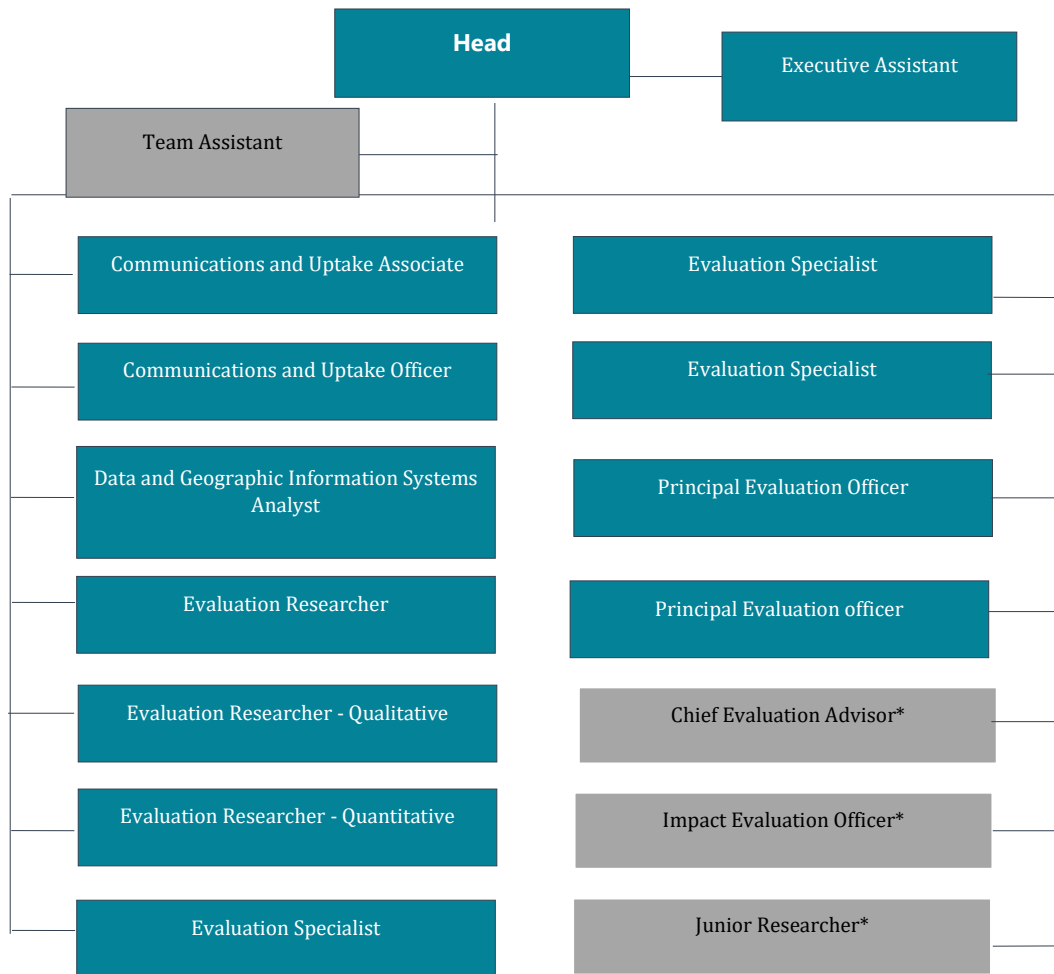 Head
Executive Assistant
Team Assistant
Communications and Uptake Associate
Communications and Uptake Officer
Data and Geographic Information Systems
Analyst
Evaluation Researcher
Evaluation Researcher - Qualitative
Evaluation Researcher - Quantitative
Evaluation Specialist
Evaluation Specialist
Evaluation Specialist
Principal Evaluation Officer
Principal Evaluation officer
Chief Evaluation Advisor*
Impact Evaluation Officer*
Junior Researcher*